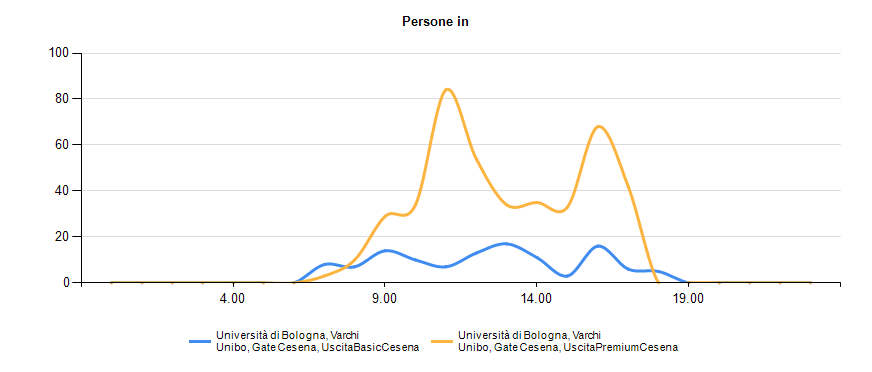 Persone in
100
80
60
40
20
0
4.00 9.00 14.00 19.00
Università di Bologna, Varchi
Unibo, Gate Cesena, UscitaBasicCesena
Università di Bologna, Varchi
Unibo, Gate Cesena, UscitaPremiumCesena